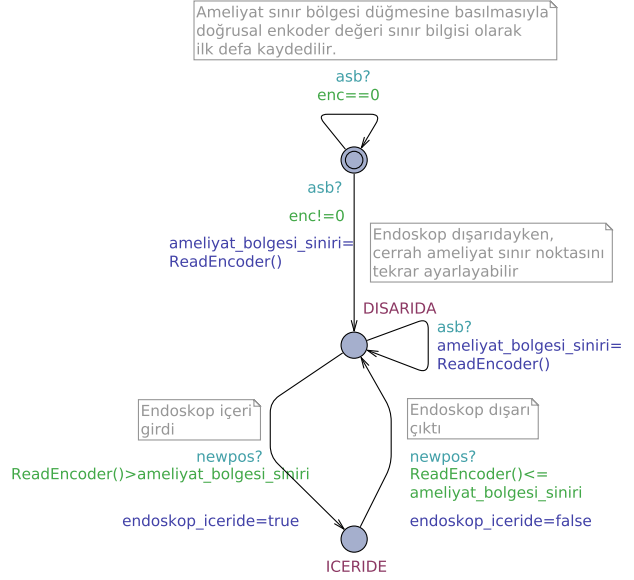 Ameliyat sınır bölgesi düğmesine basılmasıyla
doğrusal enkoder değeri sınır bilgisi olarak
ilk defa kaydedilir.
asb?
enc==0
asb?
enc!=0
ameliyat_bolgesi_siniri=
ReadEncoder()
Endoskop dışarıdayken,
cerrah ameliyat sınır noktasını
tekrar ayarlayabilir
DISARIDA
asb?
ameliyat_bolgesi_siniri=
ReadEncoder()
Endoskop içeri
girdi
newpos?
ReadEncoder()>ameliyat_bolgesi_siniri
endoskop_iceride=true
Endoskop dışarı
çıktı
newpos?
ReadEncoder()<=
ameliyat_bolgesi_siniri
endoskop_iceride=false
ICERIDE